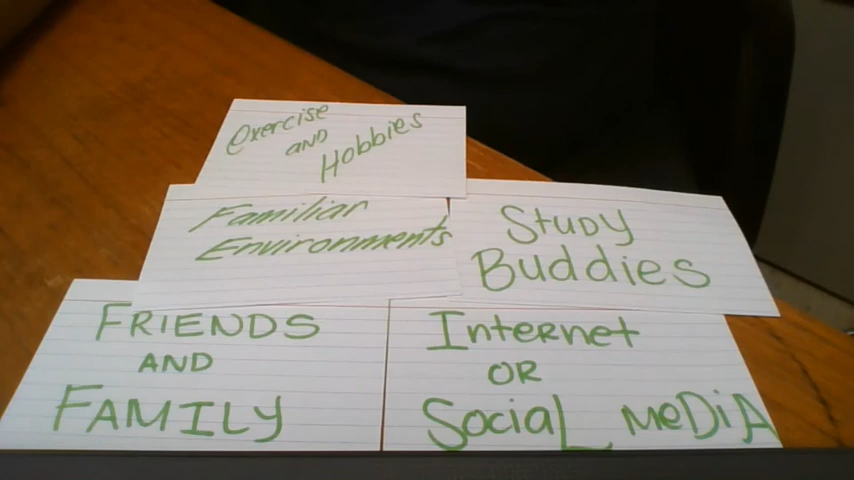 exercise
AND
Hobbies
Familiar
Environments
Study
Buddies
FRIENDS
AND
FAMILY
Internet
OR
Social MeDiA